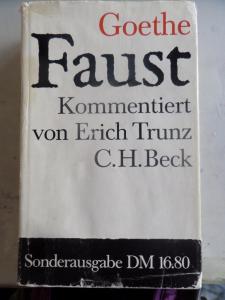 Goethe
Faust
Kommentiert
von Erich Trunz
C.H.Beck
Sonderausgabe DM 16.80